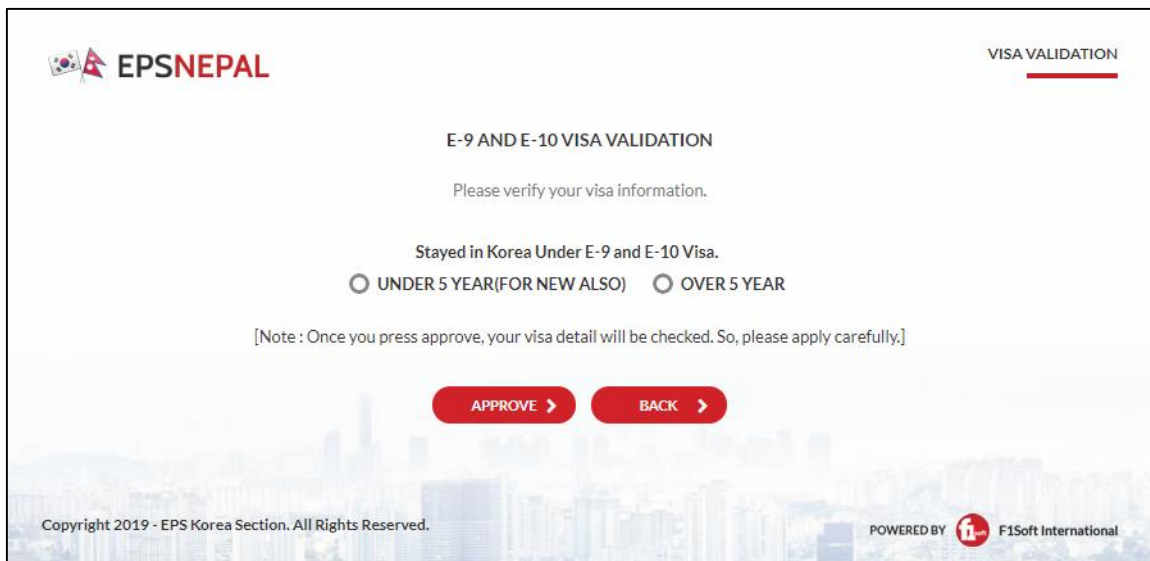 EPSNEPAL
VISA VALIDATION
E-9 AND E-10 VISA VALIDATION
Please verify your visa information.
Stayed in Korea Under E-9 and E-10 Visa.
UNDER 5 YEAR(FOR NEW ALSO) OVER 5 YEAR
[Note : Once you press approve, your visa detail will be checked. So, please apply carefully.]
APPROVE BACK
Copyright 2019 - EPS Korea Section. All Rights Reserved.
POWERED BY f1soft F1Soft International